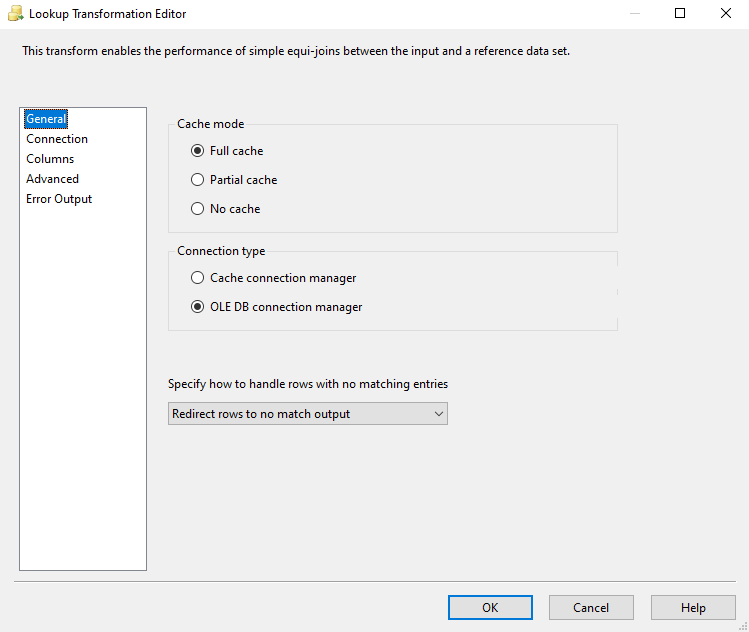 Lookup Transformation Editor
This transform enables the performance of simple equi-joins between the input and a reference data set.
General
Connection
Columns
Advanced
Error Output
Cache mode
Full cache
Partial cache
No cache
Connection type
Cache connection manager
OLE DB connection manager
Specify how to handle rows with no matching entries
Redirect rows to no match output
OK Cancel Help